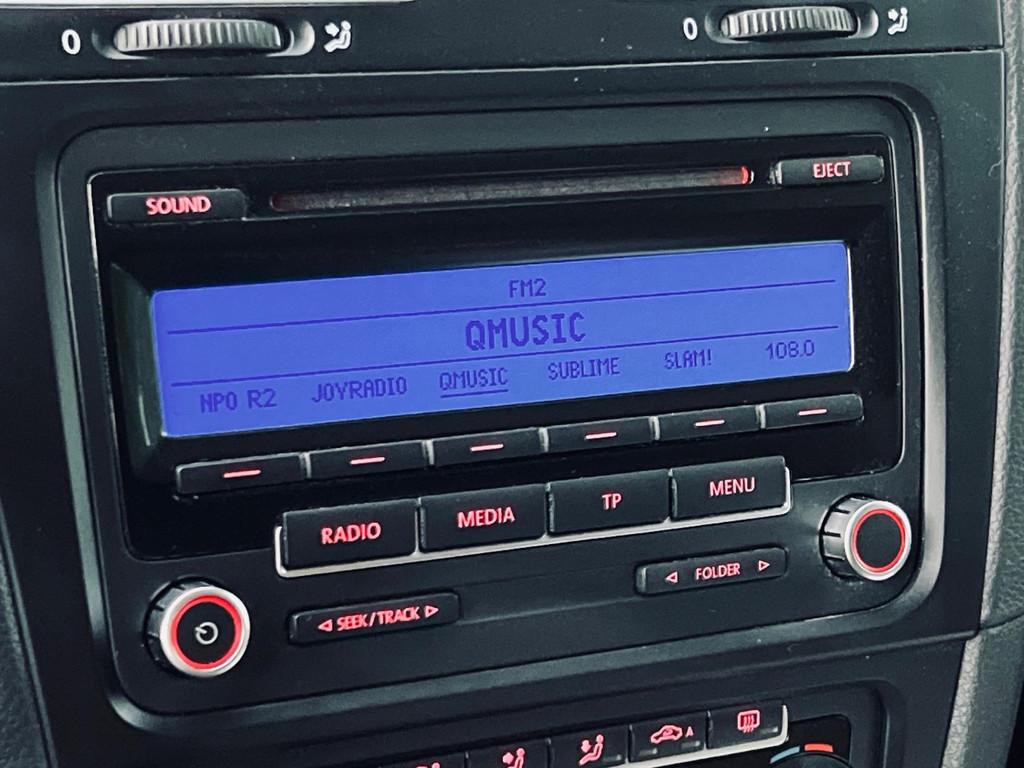 0 0
SOUND EJECT
FM2
QMUSIC
NPO R2 JOYRADIO QMUSIC SUBLIME SLAM! 108.0
RADIO MEDIA TP MENU
SEEK/TRACK FOLDER
A